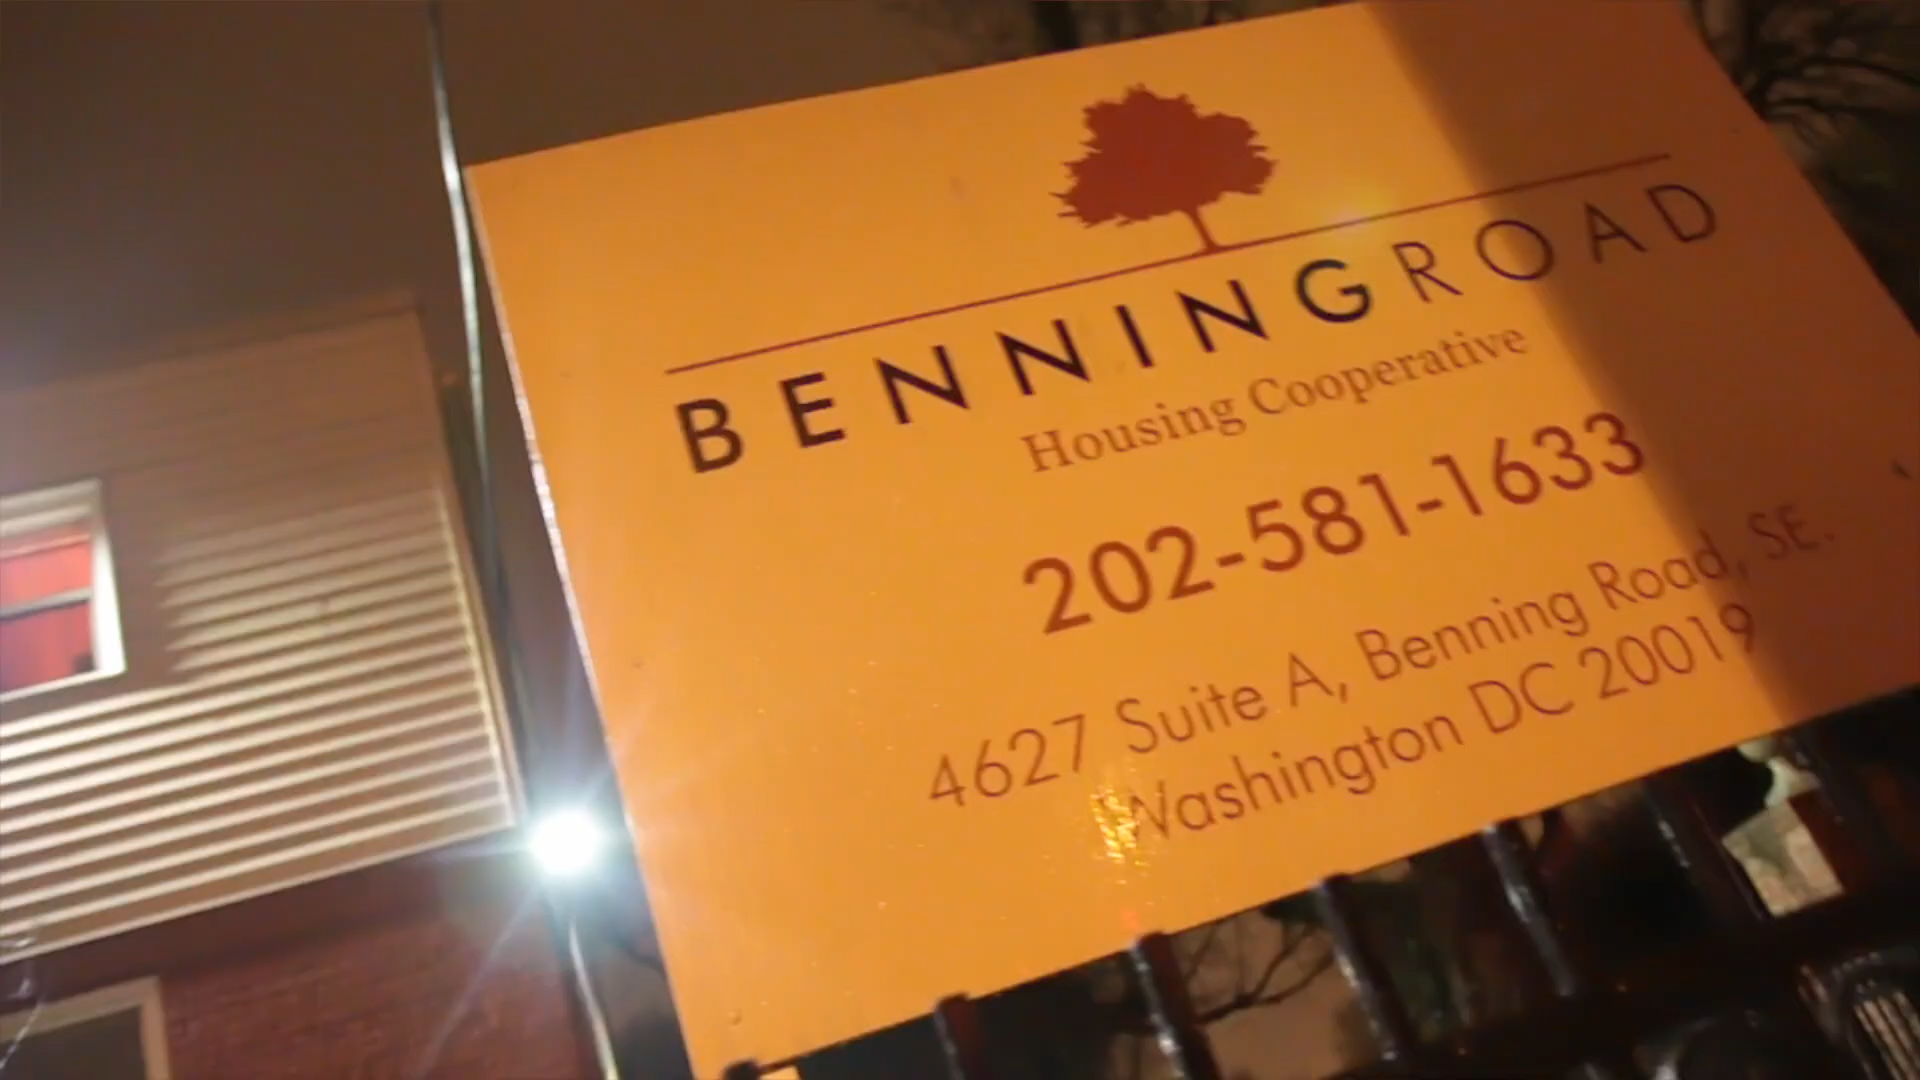 BENNINGROAD
Housing Cooperative
202-581-1633
4627 Suite A, Benning Road, SE.
Washington DC 20019